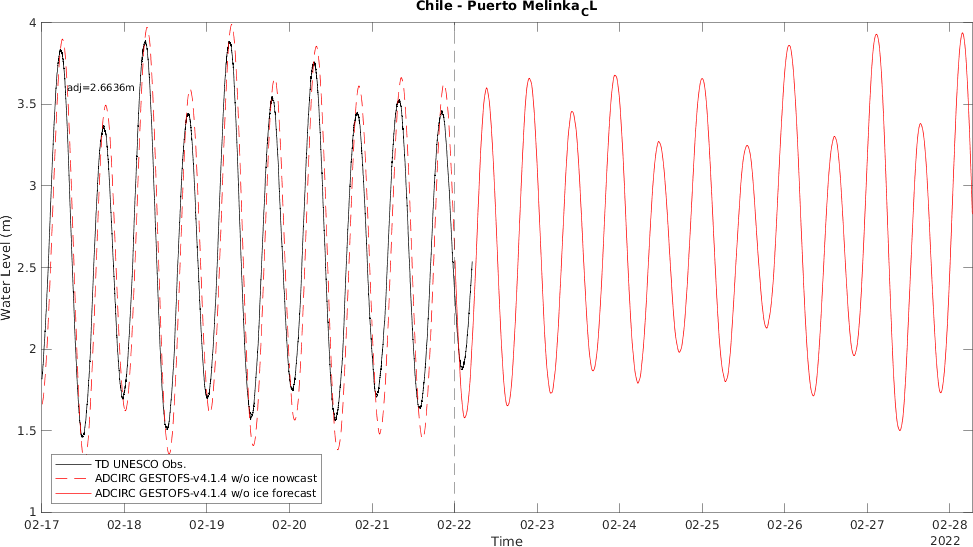 Chile - Puerto MelinkaCL
4
3.5
3
2.5
2
1.5
1
Water Level (m)
adj=2.6636m
TD UNESCO Obs.
ADCIRC GESTOFS-v4.1.4 w/o ice nowcast
ADCIRC GESTOFS-v4.1.4 w/o ice forecast
02-17 02-18 02-19 02-20 02-21 02-22 02-23 02-24 02-25 02-26 02-27 02-28
Time
2022